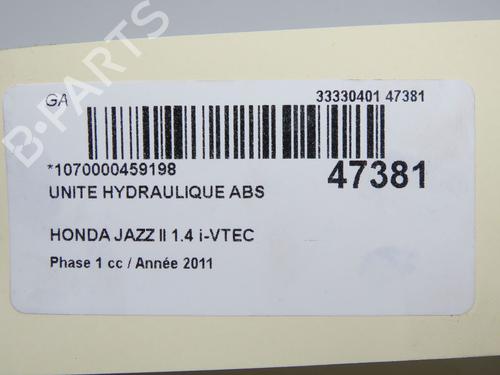 GA 33330401 47381
*1070000459198 47381
UNITE HYDRAULIQUE ABS
HONDA JAZZ II 1.4 i-VTEC
Phase 1 cc / Année 2011
B-PARTS